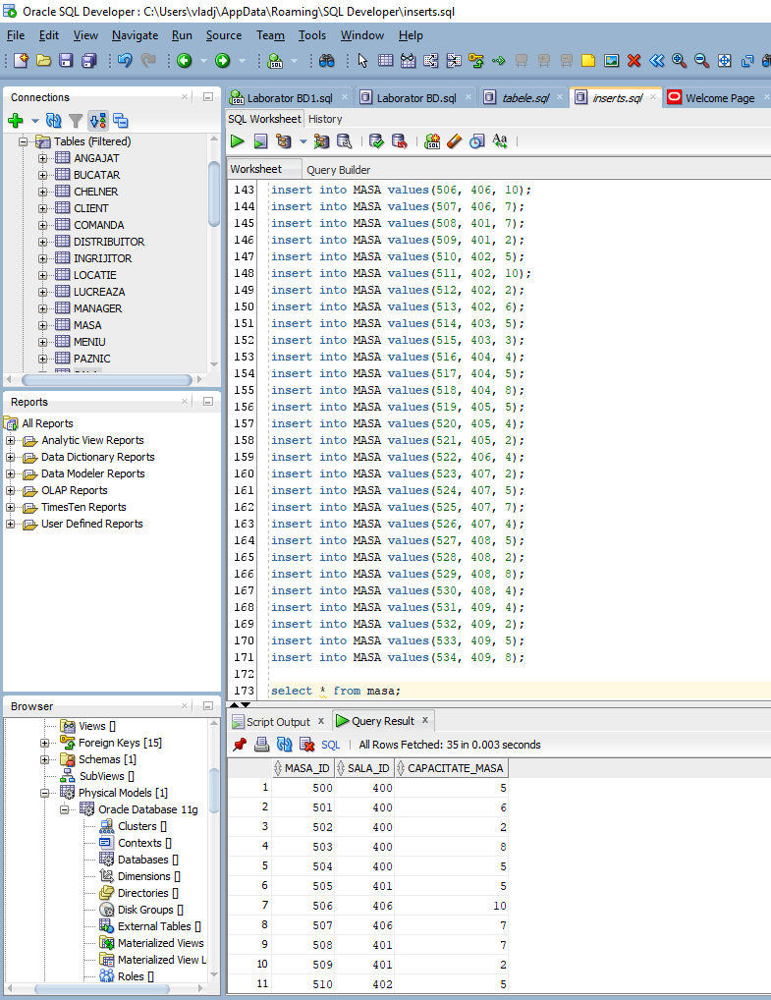 Oracle SQL Developer : C:\Users\vladj\AppData\Roaming\SQL Developer\inserts.sql
File Edit View Navigate Run Source Team Tools Window Help
Connections
Tables (Filtered)
ANGAJAT
BUCATAR
CHELNER
CLIENT
COMANDA
DISTRIBUITOR
INGRIJITOR
LOCATIE
LUCREAZA
MANAGER
MASA
MENIU
PAZNIC
Reports
All Reports
Analytic View Reports
Data Dictionary Reports
Data Modeler Reports
OLAP Reports
TimesTen Reports
User Defined Reports
Browser
Views []
Foreign Keys [15]
Schemas [1]
SubViews []
Physical Models [1]
Oracle Database 11g
Clusters []
Contexts []
Databases []
Dimensions []
Directories []
Disk Groups []
External Tables []
Materialized Views
Materialized View L
Roles []
Laborator BD1.sql Laborator BD.sql tabele.sql inserts.sql Welcome Page
SQL Worksheet History
Worksheet Query Builder
143 insert into MASA values(506, 406, 10);
144 insert into MASA values(507, 406, 7);
145 insert into MASA values(508, 401, 7);
146 insert into MASA values(509, 401, 2);
147 insert into MASA values(510, 402, 5);
148 insert into MASA values(511, 402, 10);
149 insert into MASA values(512, 402, 2);
150 insert into MASA values(513, 402, 6);
151 insert into MASA values(514, 403, 5);
152 insert into MASA values(515, 403, 3);
153 insert into MASA values(516, 404, 4);
154 insert into MASA values(517, 404, 5);
155 insert into MASA values(518, 404, 8);
156 insert into MASA values(519, 405, 5);
157 insert into MASA values(520, 405, 4);
158 insert into MASA values(521, 405, 2);
159 insert into MASA values(522, 406, 4);
160 insert into MASA values(523, 407, 2);
161 insert into MASA values(524, 407, 5);
162 insert into MASA values(525, 407, 7);
163 insert into MASA values(526, 407, 4);
164 insert into MASA values(527, 408, 5);
165 insert into MASA values(528, 408, 2);
166 insert into MASA values(529, 408, 8);
167 insert into MASA values(530, 408, 4);
168 insert into MASA values(531, 409, 4);
169 insert into MASA values(532, 409, 2);
170 insert into MASA values(533, 409, 5);
171 insert into MASA values(534, 409, 8);
172
173 select * from masa;
Script Output x Query Result x
SQL | All Rows Fetched: 35 in 0.003 seconds
MASA_ID SALA_ID CAPACITATE_MASA
1 500 400 5
2 501 400 6
3 502 400 2
4 503 400 8
5 504 400 5
6 505 401 5
7 506 406 10
8 507 406 7
9 508 401 7
10 509 401 2
11 510 402 5